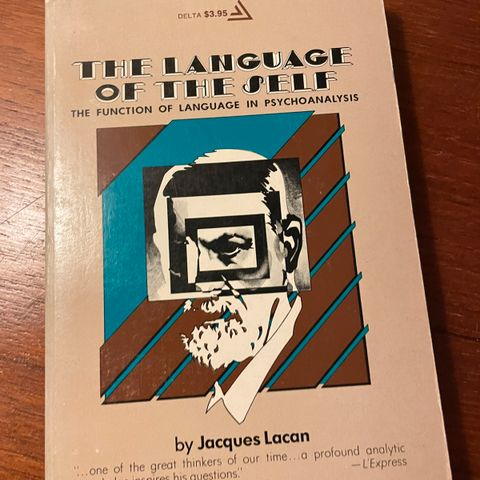 DELTA $3.95
THE LANGUAGE
OF THE SELF
THE FUNCTION OF LANGUAGE IN PSYCHOANALYSIS
by Jacques Lacan
"...one of the great thinkers of our time...a profound analytic
inspires his questions." —L'Express